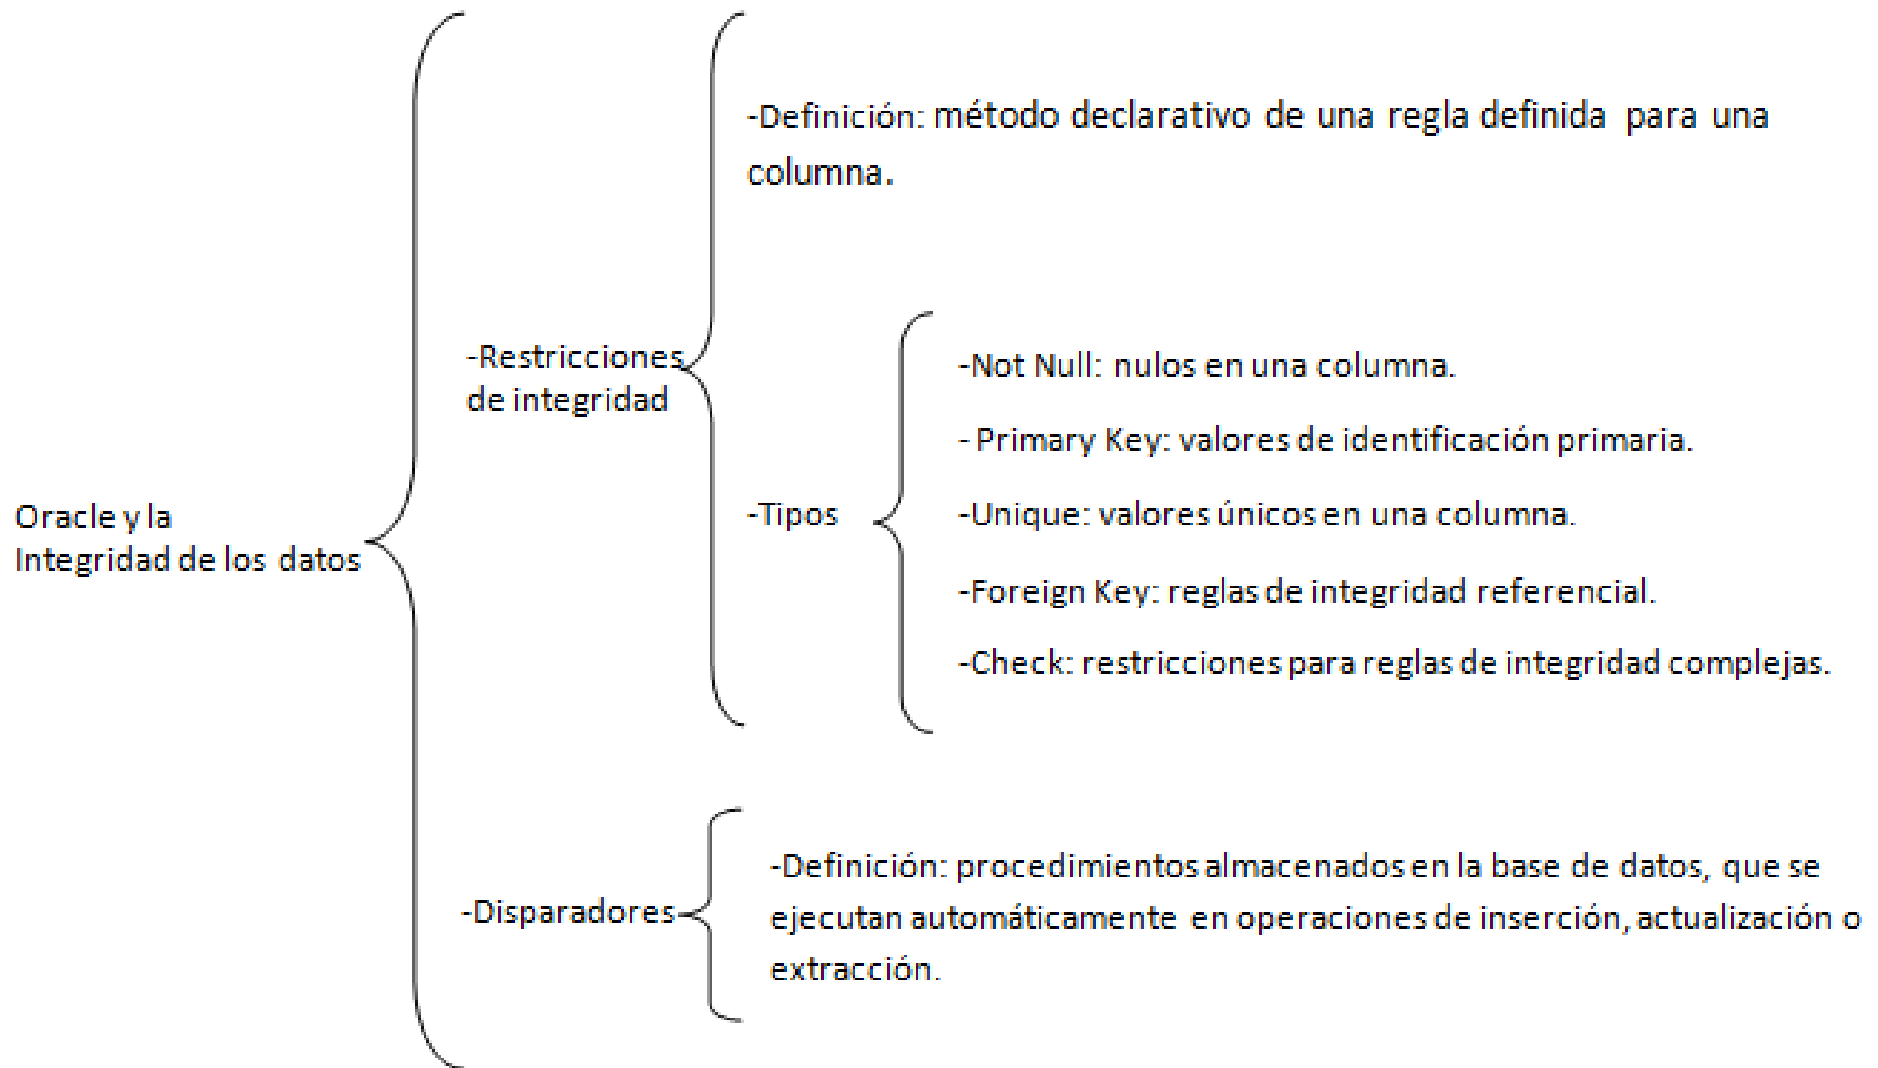 -Definición: método declarativo de una regla definida para una
columna.
-Restricciones
de integridad
-Not Null: nulos en una columna.
- Primary Key: valores de identificación primaria.
-Tipos
-Unique: valores únicos en una columna.
Oracle y la
Integridad de los datos
-Foreign Key: reglas de integridad referencial.
-Check: restricciones para reglas de integridad complejas.
-Disparadores
-Definición: procedimientos almacenados en la base de datos, que se
ejecutan automáticamente en operaciones de inserción, actualización o
extracción.